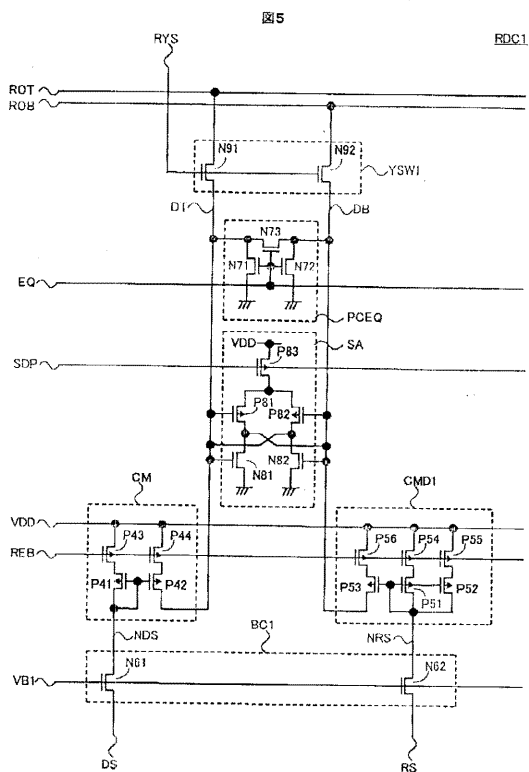 図5
RYS
RDC1
ROT
ROB
N91
N92
YSW1
DT
DB
N73
N71
N72
EQ
PCEQ
VDD
SA
SDP
P83
P81
P82
N81
N82
CM
CMD1
VDD
REB
P43
P44
P56
P54
P55
P41
P42
P53
P51
P52
NDS
BC1
NRS
VB1
N61
N62
DS
RS